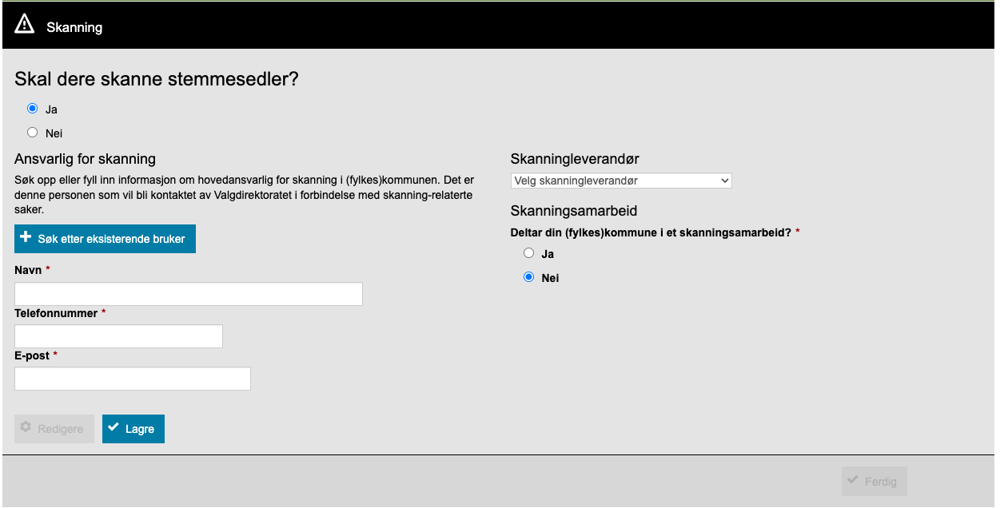 Skanning
Skal dere skanne stemmesedler?
Ja
Nei
Ansvarlig for skanning
Søk opp eller fyll inn informasjon om hovedansvarlig for skanning i (fylkes)kommunen. Det er
denne personen som vil bli kontaktet av Valgdirektoratet i forbindelse med skanning-relaterte
saker.
Søk etter eksisterende bruker
Navn *
Telefonnummer *
E-post *
Skanningleverandør
Velg skanningleverandør
Skanningsamarbeid
Deltar din (fylkes)kommune i et skanningsamarbeid? *
Ja
Nei
Redigere
Lagre
Ferdig